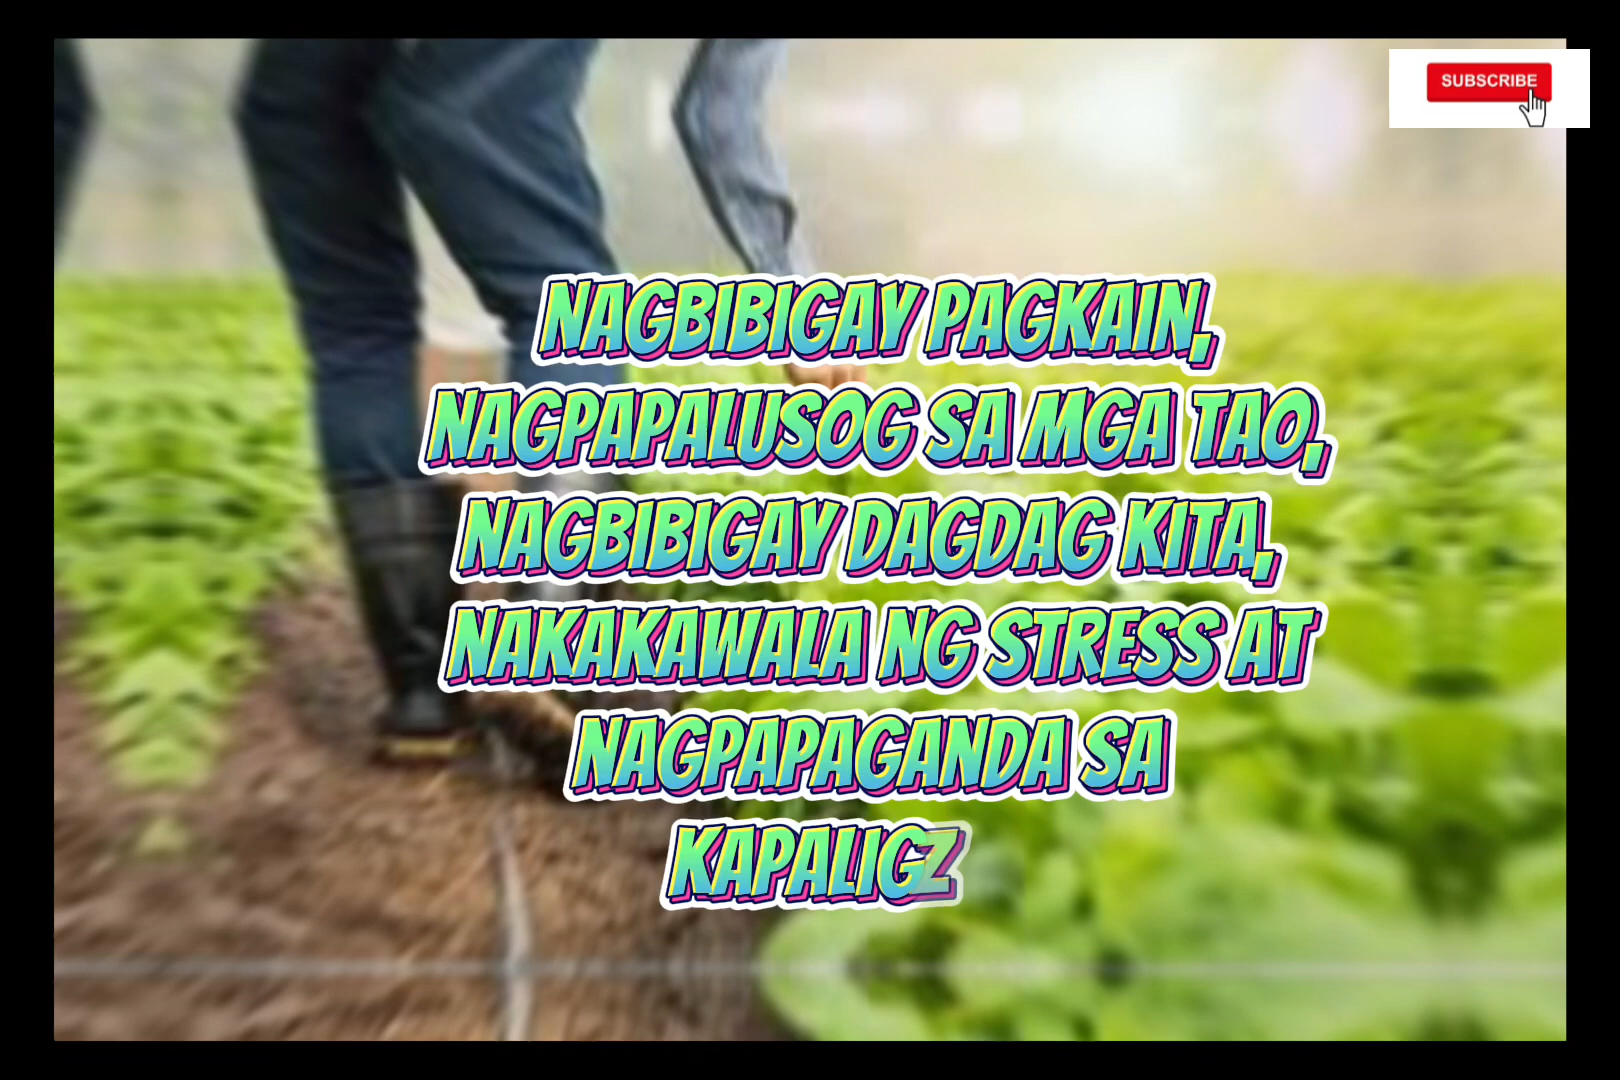 SUBSCRIBE
NAGBIBIGAY PAGKAIN,
NAGPAPALUSOG SA MGA TAO,
NAGBIBIGAY DAGDAG KITA,
NAKAKAWALA NG STRESS AT
NAGPAPAGANDA SA
KAPALIGZ